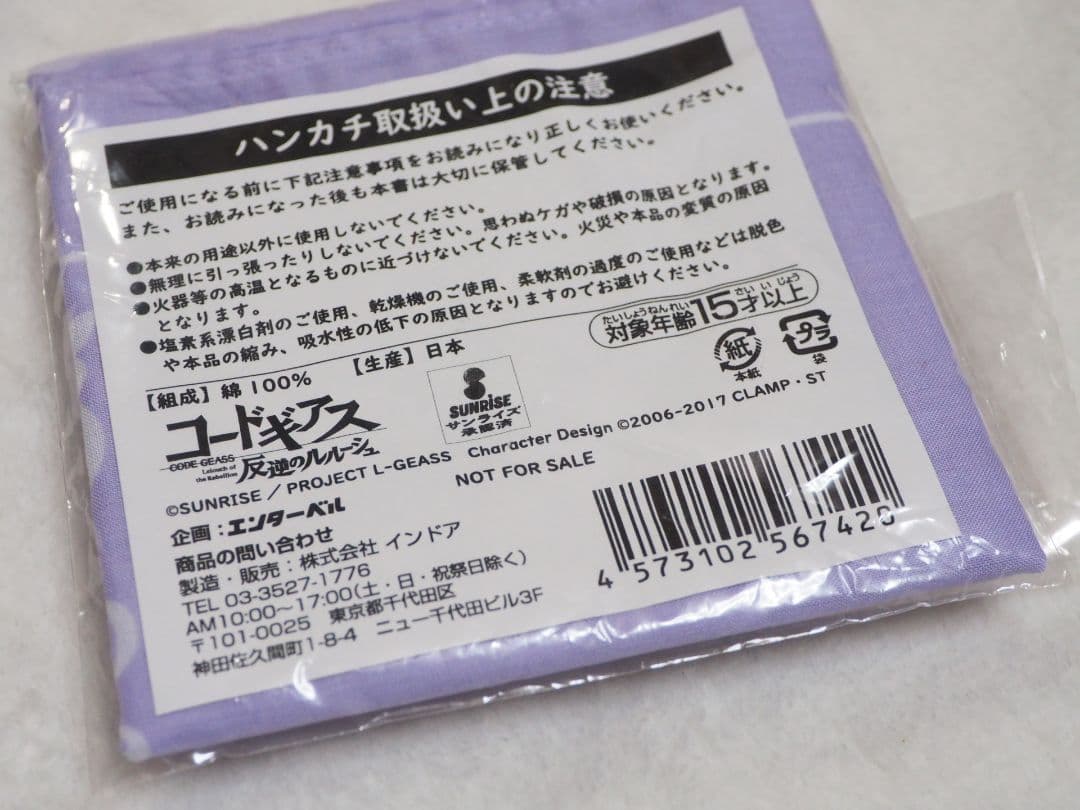 ハンカチ取扱い上の注意
ご使用になる前に下記注意事項をお読みになり正しくお使いください。
また、お読みになった後も本書は大切に保管してください。
●本来の用途以外に使用しないでください。
●無理に引っ張ったりしないでください。思わぬケガや破損の原因となります。
●火器等の高温となるものに近づけないでください。火災や本品の変質の原因
となります。
●塩素系漂白剤のご使用、乾燥機のご使用、柔軟剤の過度のご使用などは脱色
や本品の縮み、吸水性の低下の原因となりますのでお避けください。
たいしょうねんれい さいいじょう
対象年齢15才以上
【組成】綿100% 【生産】日本
紙
本紙
プラ
袋
コードギアス
CODE GEASS
Lelouch of
the Rebellion
反逆のルルーシュ
SUNRISE
サンライズ
承認済
©SUNRISE/PROJECT L-GEASS Character Design ©2006-2017 CLAMP・ST
NOT FOR SALE
企画:エンターベル
商品の問い合わせ
製造・販売:株式会社 インドア
TEL 03-3527-1776
AM10:00~17:00(土・日・祝祭日除く)
〒101-0025 東京都千代田区
神田佐久間町1-8-4 ニュー千代田ビル3F
4 573102 567420